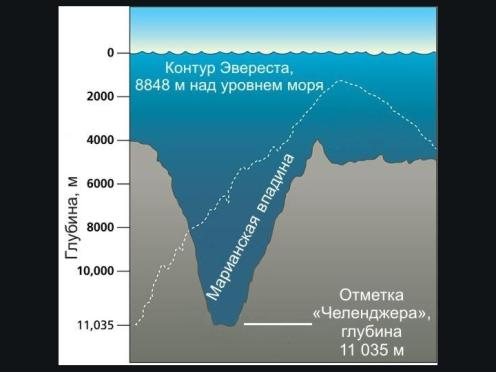 0
Контур Эвереста,
8848 м над уровнем моря
2000
4000
6000
8000
10,000
11,035
Глубина, м
Марианская впадина
Отметка
«Челенджера»,
глубина
11 035 м